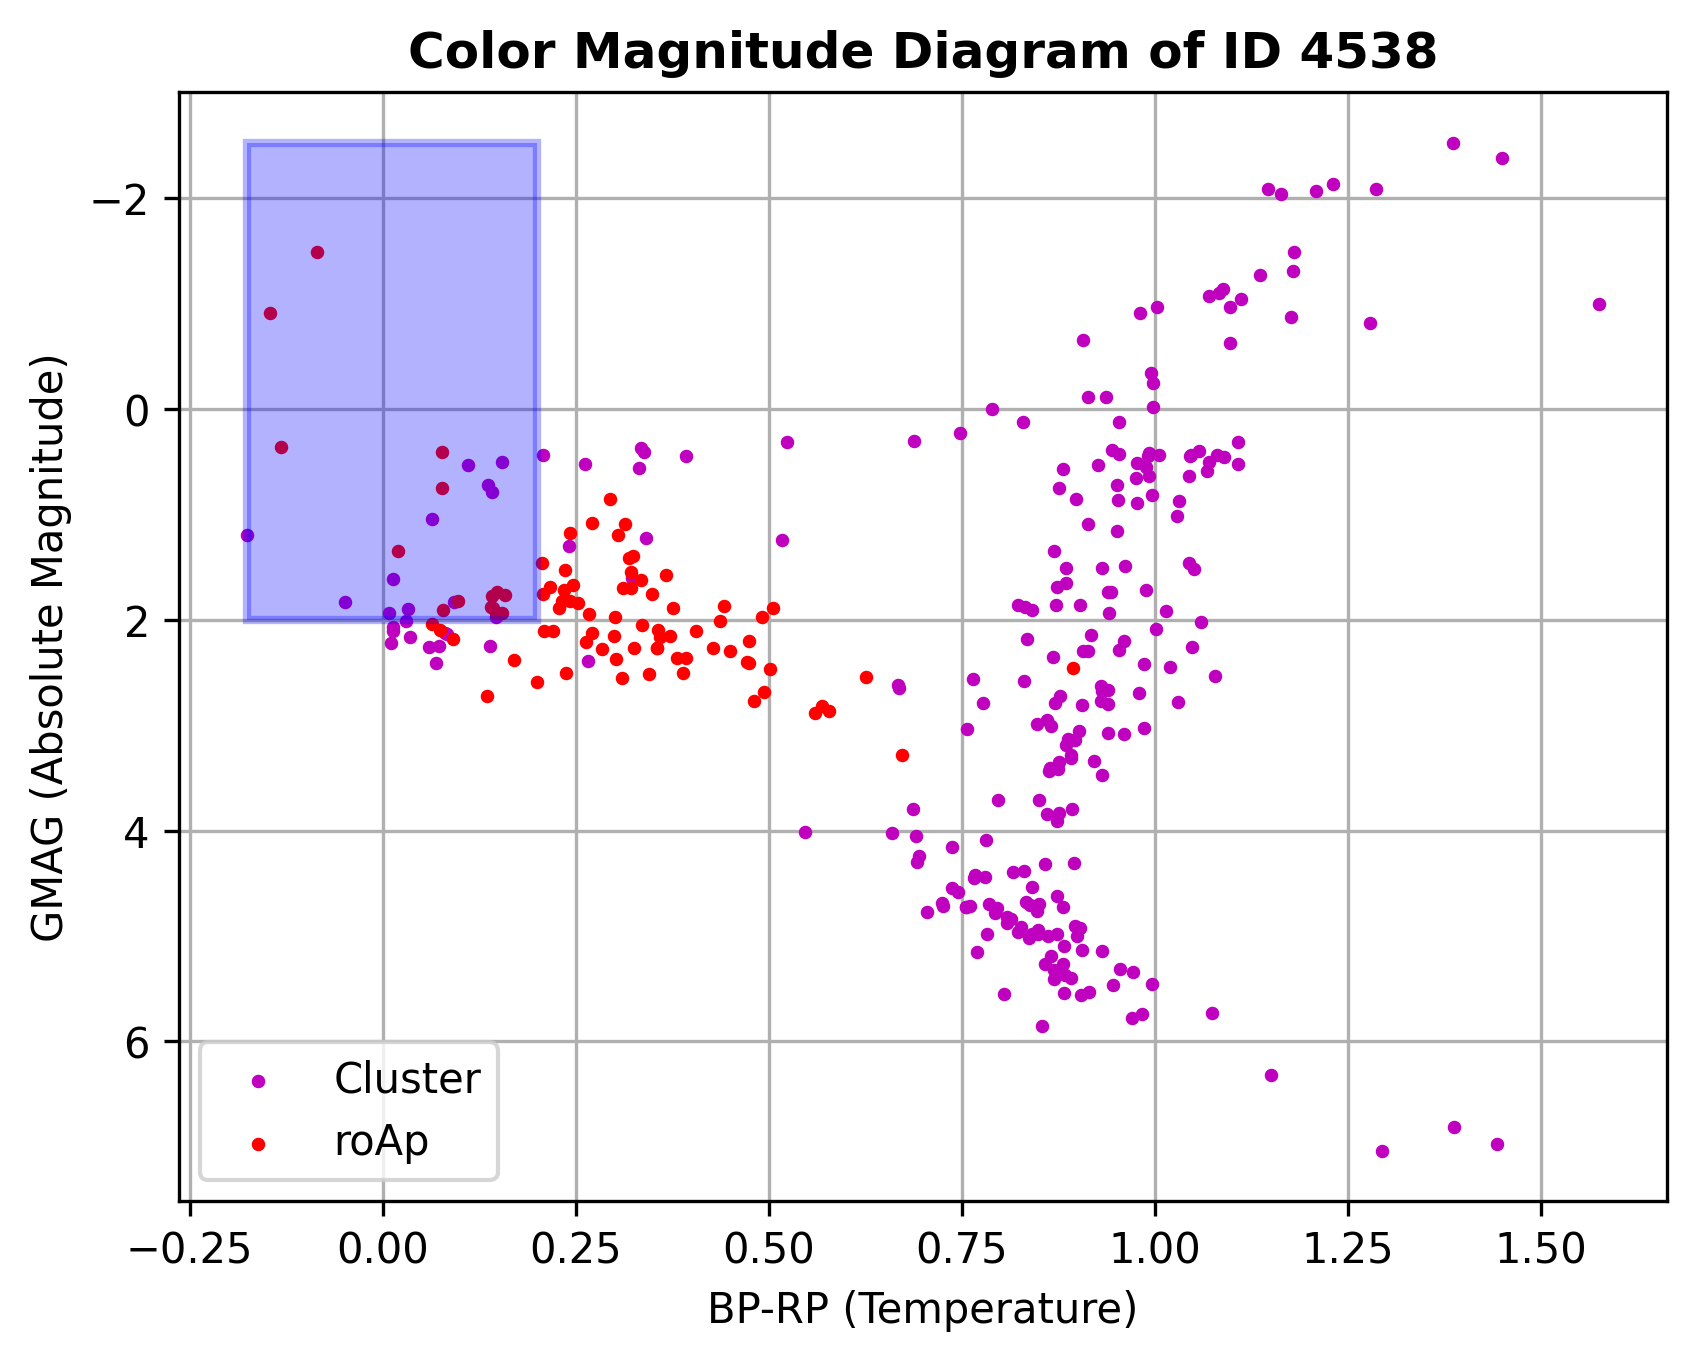 Color Magnitude Diagram of ID 4538
GMAG (Absolute Magnitude)
−2
0
2
4
6
Cluster
roAp
−0.25 0.00 0.25 0.50 0.75 1.00 1.25 1.50
BP-RP (Temperature)